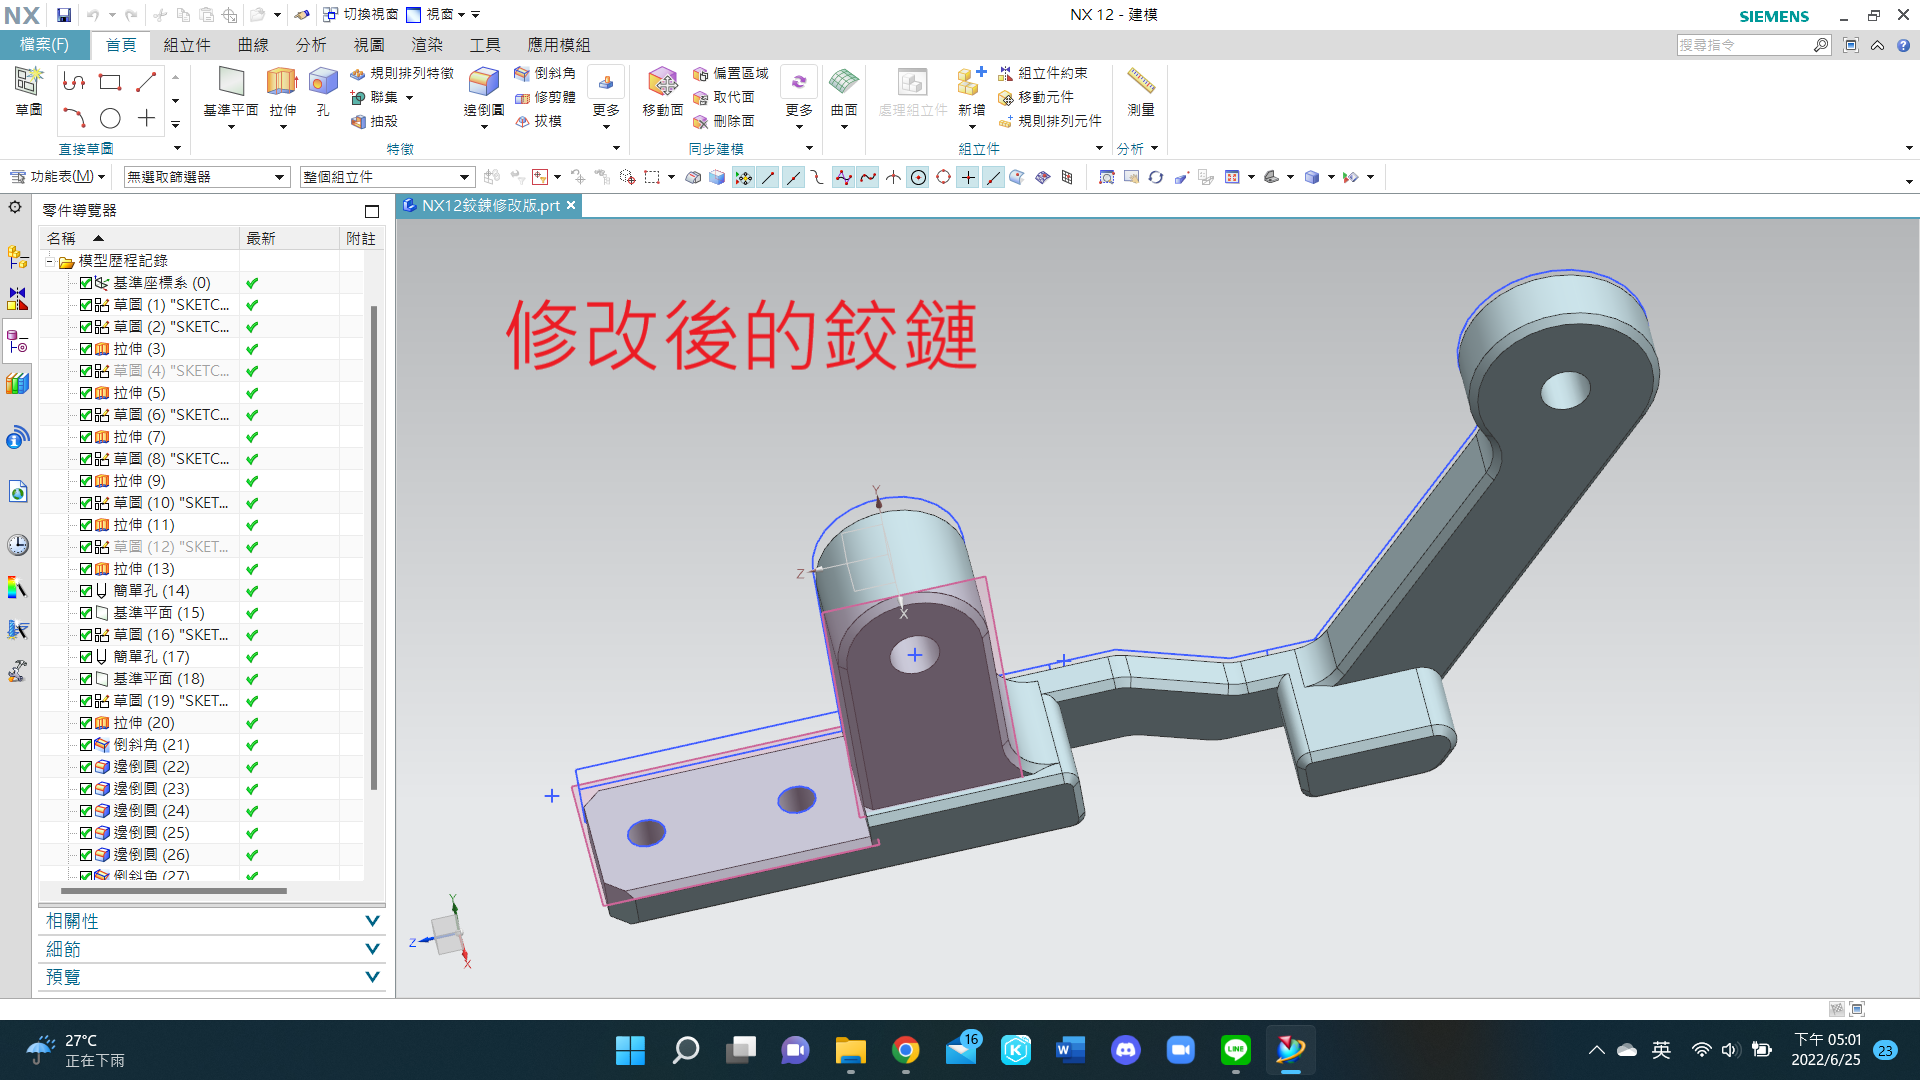 NX
切換視窗
視窗
NX 12 - 建模
SIEMENS
檔案(F)
首頁
組立件
曲線
分析
視圖
渲染
工具
應用模組
搜尋指令
草圖
直接草圖
基準平面
拉伸
孔
規則排列特徵
聯集
抽殼
邊倒圓
倒斜角
修剪體
拔模
更多
特徵
移動面
偏置區域
取代面
刪除面
更多
同步建模
曲面
處理組立件
新增
組立件約束
移動元件
規則排列元件
組立件
測量
分析
功能表(M)
無選取篩選器
整個組立件
零件導覽器
NX12鉸鍊修改版.prt
名稱
最新
附註
模型歷程記錄
基準座標系 (0)
草圖 (1) "SKETC...
草圖 (2) "SKETC...
拉伸 (3)
草圖 (4) "SKETC...
拉伸 (5)
草圖 (6) "SKETC...
拉伸 (7)
草圖 (8) "SKETC...
拉伸 (9)
草圖 (10) "SKET...
拉伸 (11)
草圖 (12) "SKET...
拉伸 (13)
簡單孔 (14)
基準平面 (15)
草圖 (16) "SKET...
簡單孔 (17)
基準平面 (18)
草圖 (19) "SKET...
拉伸 (20)
倒斜角 (21)
邊倒圓 (22)
邊倒圓 (23)
邊倒圓 (24)
邊倒圓 (25)
邊倒圓 (26)
倒斜角 (27)
相關性
細節
預覽
修改後的鉸鏈
Y
Z
X
Y
Z
X
27°C
正在下雨
16
LINE
英
下午 05:01
2022/6/25
23